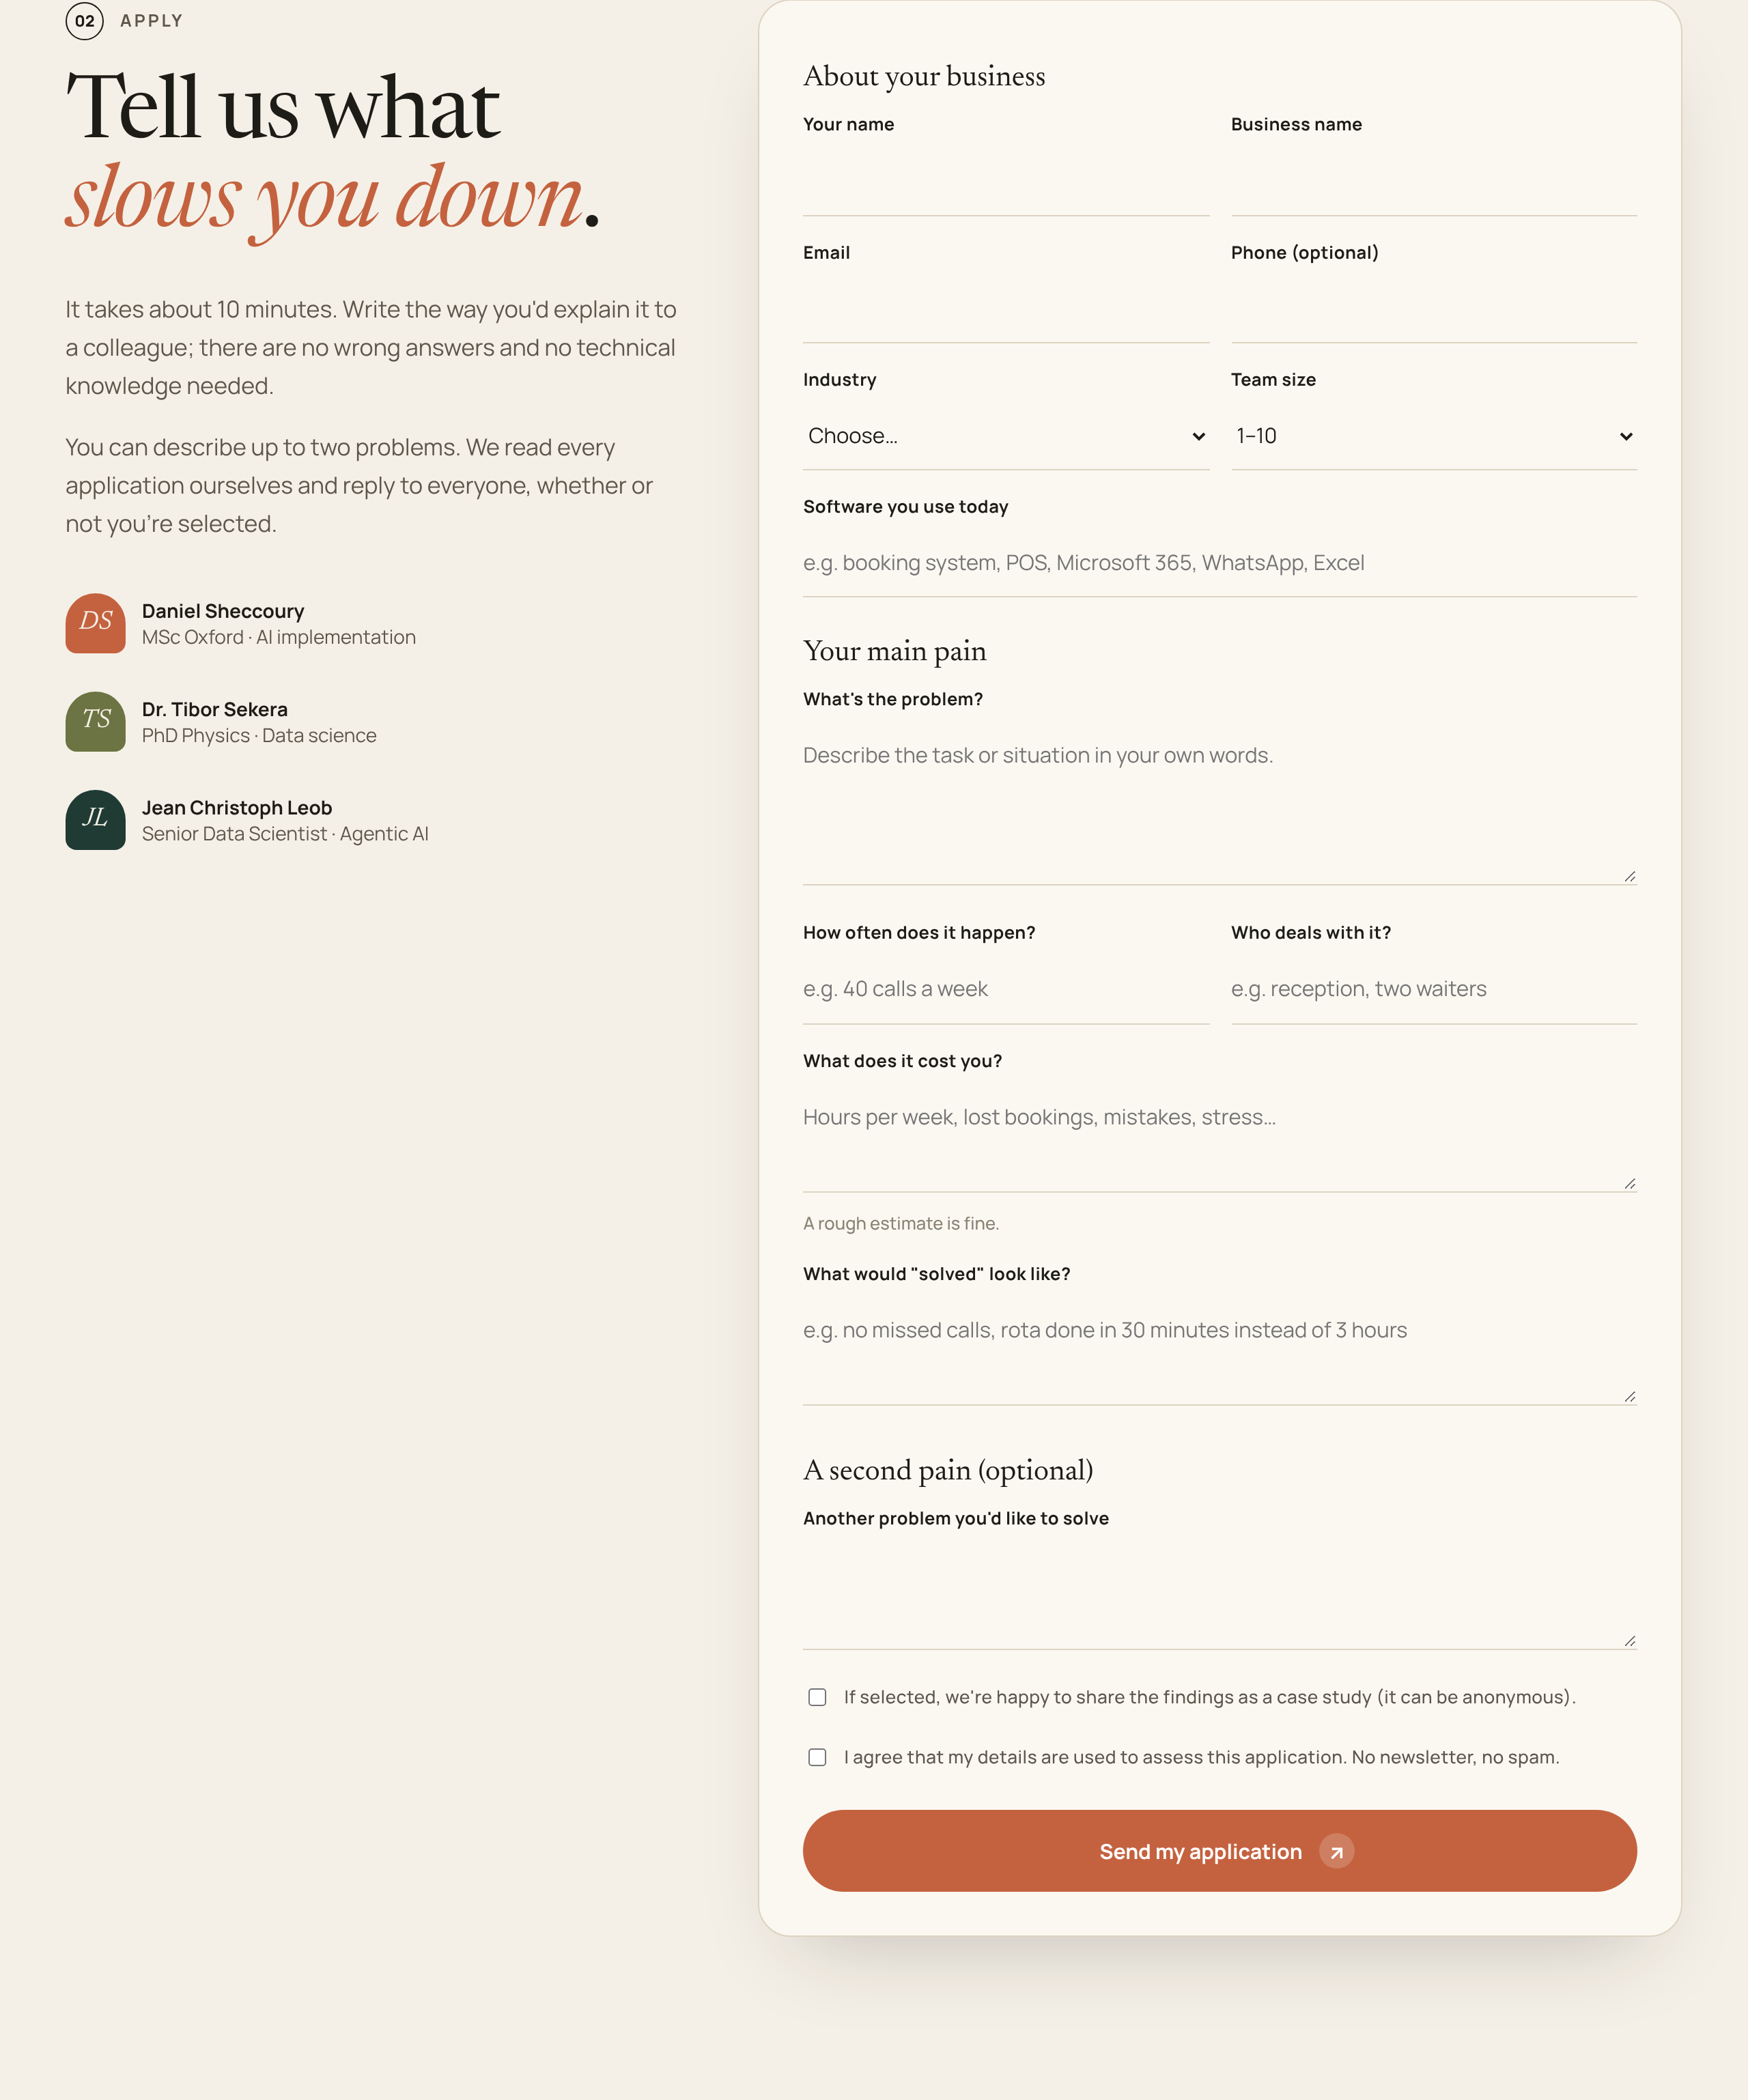 02 APPLY
Tell us what
slows you down.
It takes about 10 minutes. Write the way you'd explain it to
a colleague; there are no wrong answers and no technical
knowledge needed.
You can describe up to two problems. We read every
application ourselves and reply to everyone, whether or
not you’re selected.
DS
Daniel Sheccoury
MSc Oxford · AI implementation
TS
Dr. Tibor Sekera
PhD Physics · Data science
JL
Jean Christoph Leob
Senior Data Scientist · Agentic AI
About your business
Your name
Business name
Email
Phone (optional)
Industry
Choose...
Team size
1–10
Software you use today
e.g. booking system, POS, Microsoft 365, WhatsApp, Excel
Your main pain
What's the problem?
Describe the task or situation in your own words.
How often does it happen?
e.g. 40 calls a week
Who deals with it?
e.g. reception, two waiters
What does it cost you?
Hours per week, lost bookings, mistakes, stress...
A rough estimate is fine.
What would "solved" look like?
e.g. no missed calls, rota done in 30 minutes instead of 3 hours
A second pain (optional)
Another problem you'd like to solve
If selected, we're happy to share the findings as a case study (it can be anonymous).
I agree that my details are used to assess this application. No newsletter, no spam.
Send my application